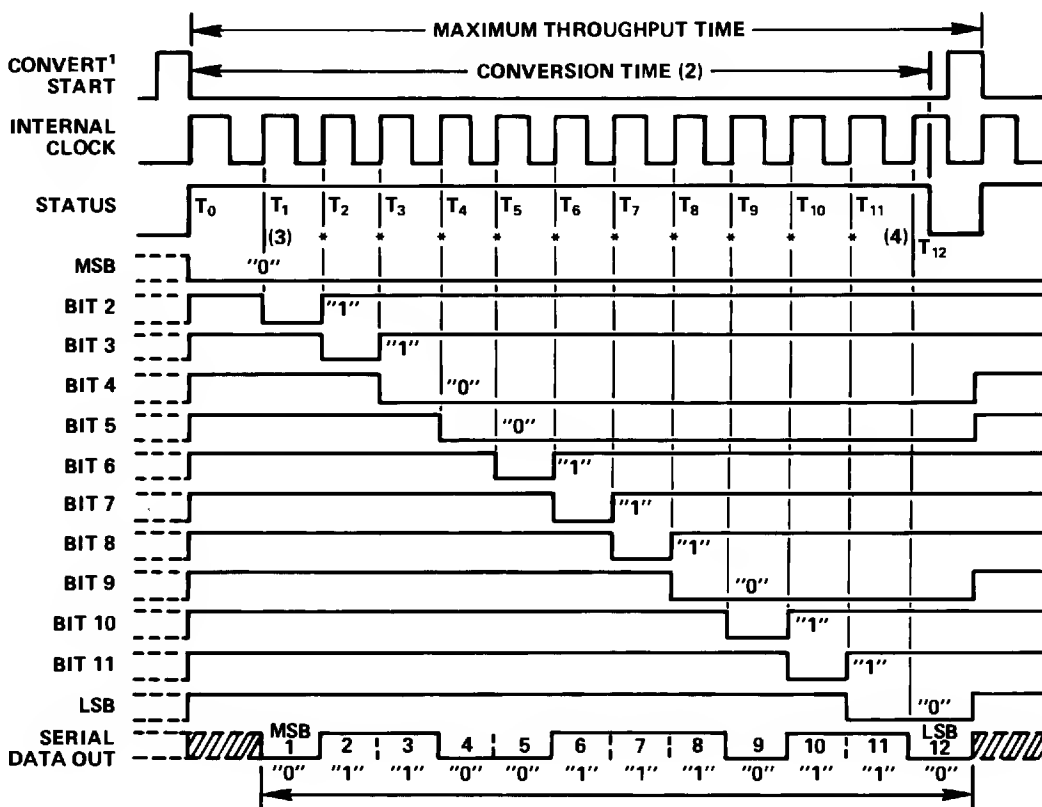 MAXIMUM THROUGHPUT TIME
CONVERT¹
START
CONVERSION TIME (2)
INTERNAL
CLOCK
STATUS
T0 T1 T2 T3 T4 T5 T6 T7 T8 T9 T10 T11
(3) * * * * * * * * * * (4) T12
MSB "0"
BIT 2 "1"
BIT 3 "1"
BIT 4 "0"
BIT 5 "0"
BIT 6 "1"
BIT 7 "1"
BIT 8 "1"
BIT 9 "0"
BIT 10 "1"
BIT 11 "1"
LSB "0"
SERIAL
DATA OUT
MSB LSB
1 2 3 4 5 6 7 8 9 10 11 12
"0" "1" "1" "0" "0" "1" "1" "1" "0" "1" "1" "0"